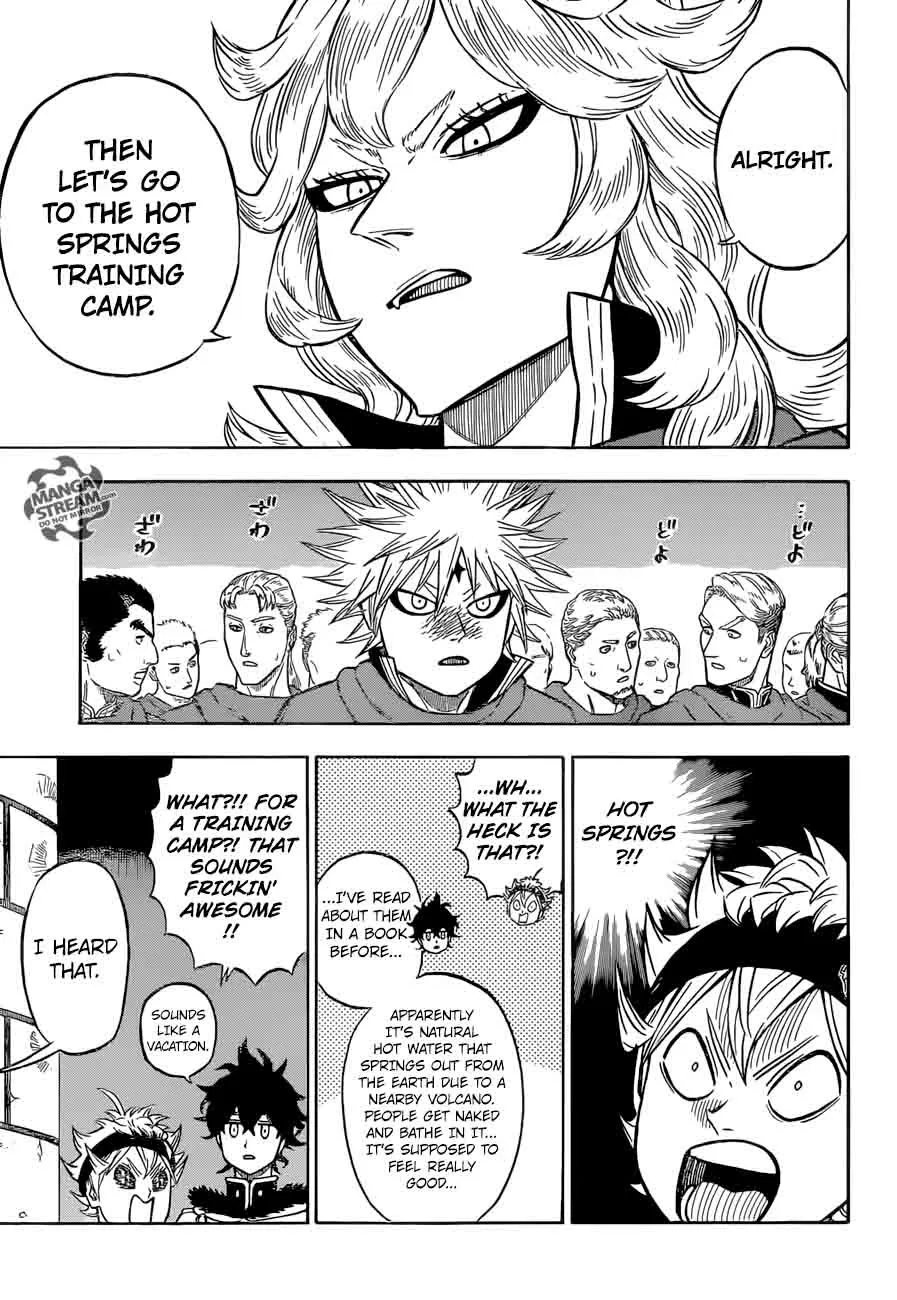 ALRIGHT.
THEN
LET'S GO
TO THE HOT
SPRINGS
TRAINING
CAMP.
MANGA
STREAM.com
DO NOT MIRROR
…どよ
どよ
ざわ
ざわ
HOT
SPRINGS
?!!
...WH...
WHAT THE
HECK IS
THAT?!
...I'VE READ
ABOUT THEM
IN A BOOK
BEFORE...
APPARENTLY
IT'S NATURAL
HOT WATER THAT
SPRINGS OUT FROM
THE EARTH DUE TO A
NEARBY VOLCANO.
PEOPLE GET NAKED
AND BATHE IN IT...
IT'S SUPPOSED TO
FEEL REALLY
GOOD...
WHAT?!! FOR
A TRAINING
CAMP?! THAT
SOUNDS
FRICKIN'
AWESOME
!!
SOUNDS
LIKE A
VACATION.
I HEARD
THAT.